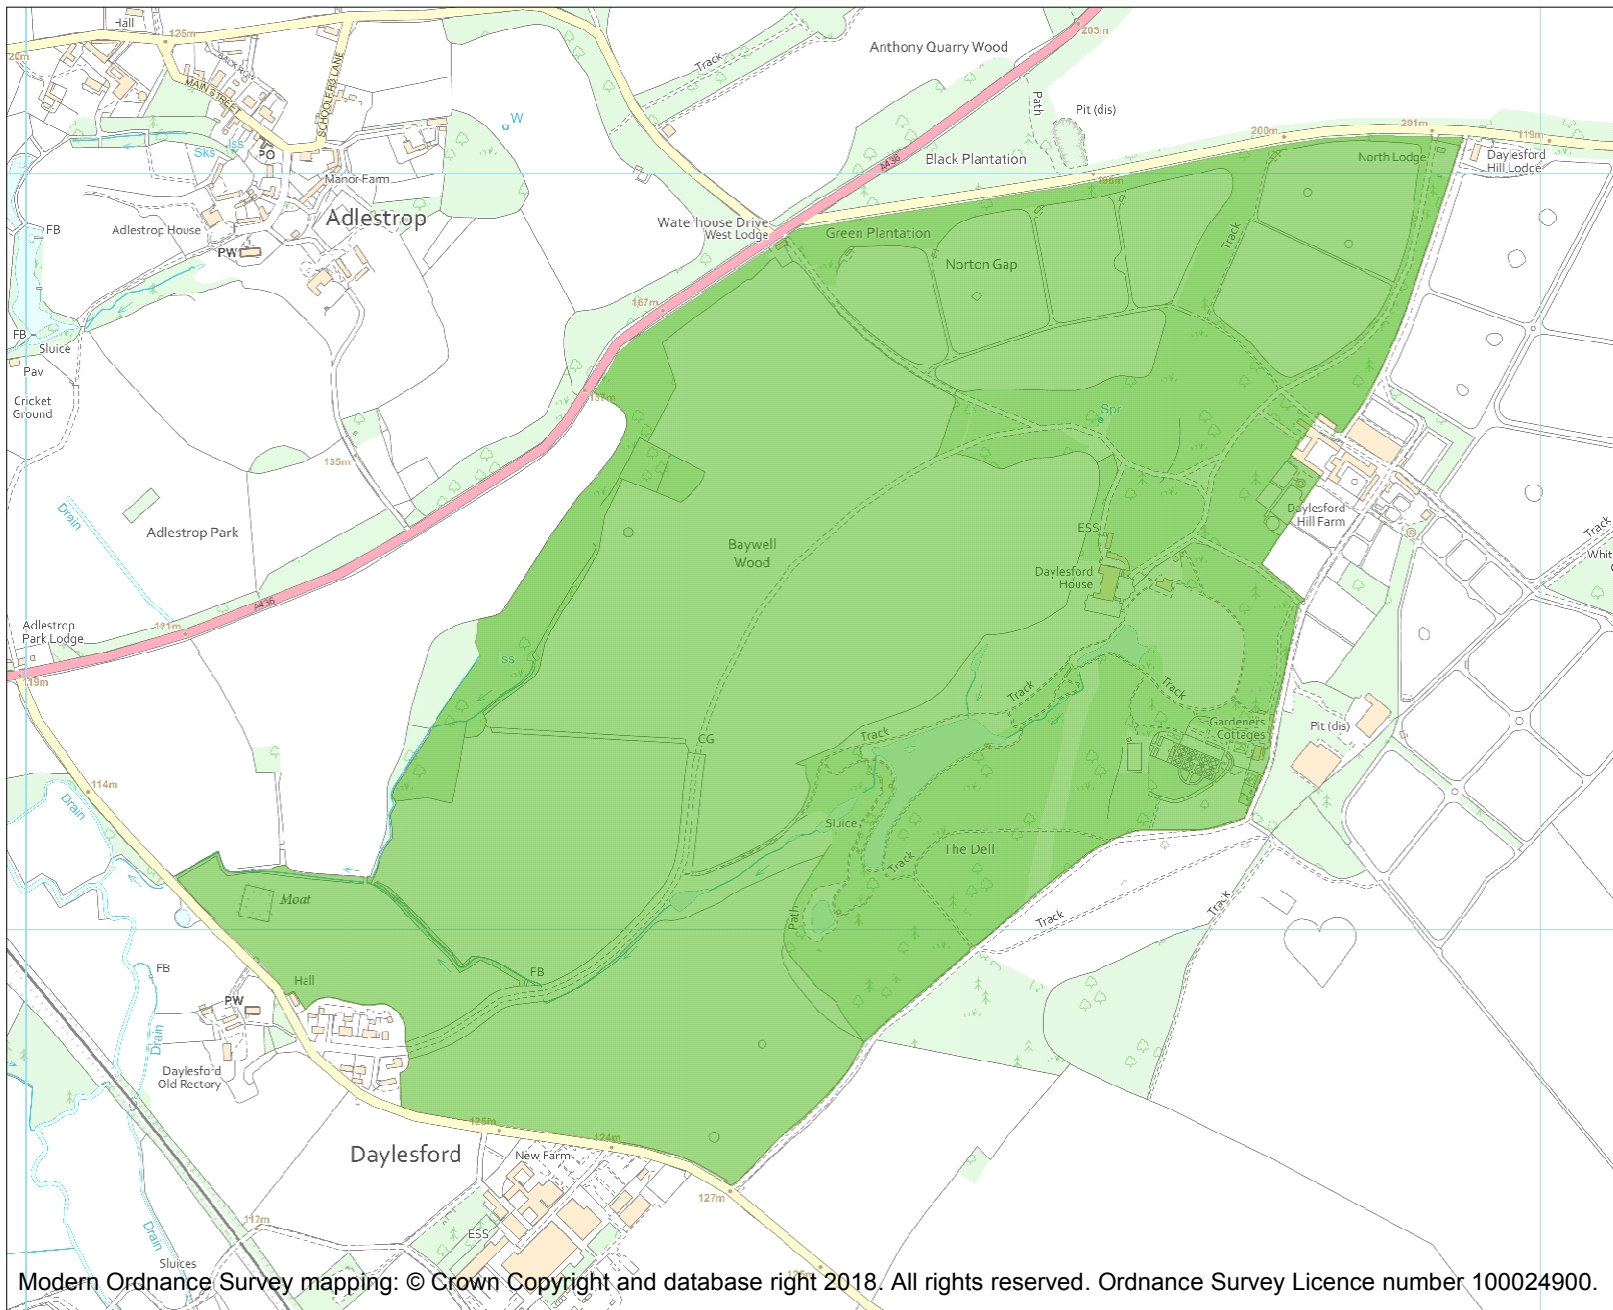 Hall
125m
Track
Anthony Quarry Wood
203m
BACK ROW
MAIN STREET
SCHOOLERS LANE
Path
Pit (dis)
W
200m
201m
119m
Sks
Iss
PO
A436
Black Plantation
North Lodge
Daylesford
Hill Lodge
Manor Farm
198m
Adlestrop
FB
Adlestrop House
Waterhouse Drive
West Lodge
Green Plantation
Track
PW
Norton Gap
167m
FB
Sluice
Pav
Cricket
Ground
137m
Spr
135m
Drain
Adlestrop Park
Daylesford
Hill Farm
ESS
Track
Baywell
Wood
Daylesford
House
A436
121m
Adlestrop
Park Lodge
119m
SS
Track
Track
Gardeners
Cottages
Pit (dis)
CG
Track
114m
Drain
Sluice
The Dell
Track
Moat
Track
Track
Path
FB
FB
Hall
PW
Drain
Daylesford
Old Rectory
125m
124m
Daylesford
New Farm
127m
117m
Drain
ESS
Sluices
Modern Ordnance Survey mapping: © Crown Copyright and database right 2018. All rights reserved. Ordnance Survey Licence number 100024900.